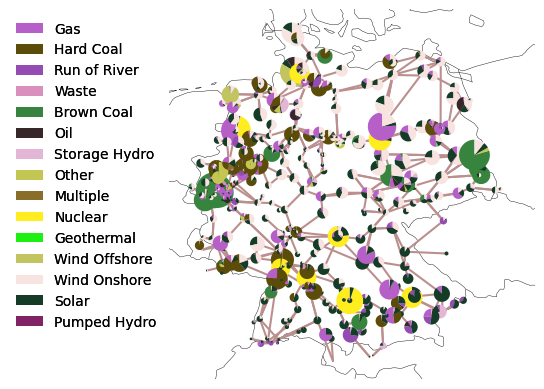 Gas
Hard Coal
Run of River
Waste
Brown Coal
Oil
Storage Hydro
Other
Multiple
Nuclear
Geothermal
Wind Offshore
Wind Onshore
Solar
Pumped Hydro